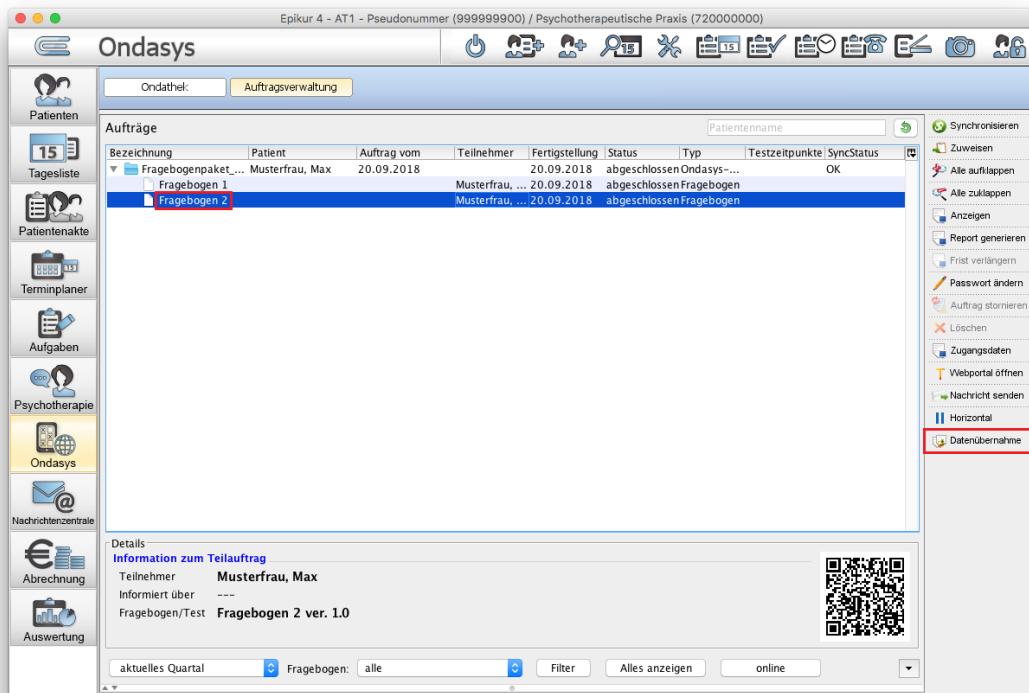 Epikur 4 - AT1 - Pseudonummer (999999900) / Psychotherapeutische Praxis (720000000)
Ondasys
15
15
Patienten
Ondathek
Auftragsverwaltung
Aufträge
Patientenname
Synchronisieren
15
Tagesliste
Bezeichnung Patient Auftrag vom Teilnehmer Fertigstellung Status Typ Testzeitpunkte SyncStatus
Fragebogenpaket_... Musterfrau, Max 20.09.2018 20.09.2018 abgeschlossen Ondasys-... OK
Fragebogen 1 Musterfrau, ... 20.09.2018 abgeschlossen Fragebogen
Fragebogen 2 Musterfrau, ... 20.09.2018 abgeschlossen Fragebogen
Zuweisen
Alle aufklappen
Alle zuklappen
Anzeigen
Report generieren
Frist verlängern
Passwort ändern
Auftrag stornieren
Löschen
Zugangsdaten
Webportal öffnen
Nachricht senden
Horizontal
Datenübernahme
Patientenakte
15
Terminplaner
Aufgaben
Psychotherapie
Ondasys
Nachrichtenzentrale
Abrechnung
Auswertung
Details
Information zum Teilauftrag
Teilnehmer Musterfrau, Max
Informiert über ---
Fragebogen/Test Fragebogen 2 ver. 1.0
aktuelles Quartal Fragebogen: alle Filter Alles anzeigen online